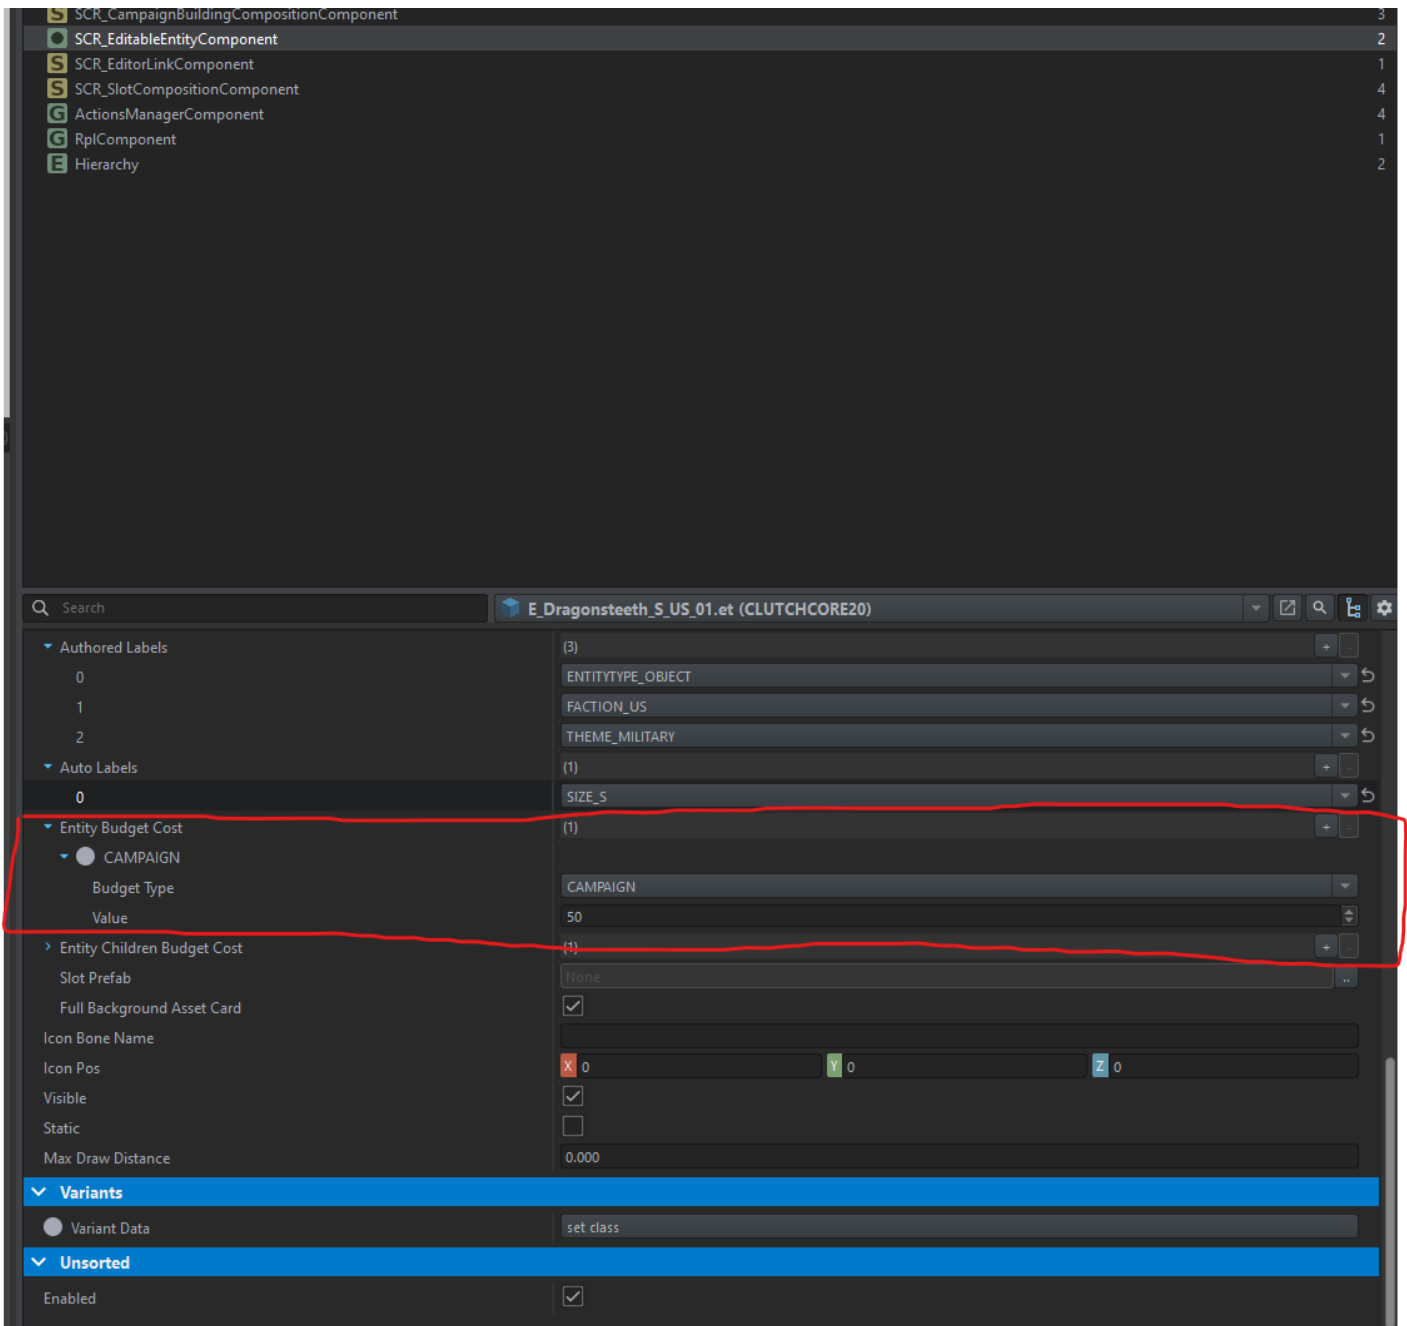 S SCR_CampaignBuildingCompositionComponent 3
SCR_EditableEntityComponent 2
S SCR_EditorLinkComponent 1
S SCR_SlotCompositionComponent 4
G ActionsManagerComponent 4
G RplComponent 1
E Hierarchy 2
Search E_Dragonsteeth_S_US_01.et (CLUTCHCORE20)
Authored Labels (3) + -
0 ENTITYTYPE_OBJECT
1 FACTION_US
2 THEME_MILITARY
Auto Labels (1) + -
0 SIZE_S
Entity Budget Cost (1) + -
CAMPAIGN
Budget Type CAMPAIGN
Value 50
Entity Children Budget Cost (1) + -
Slot Prefab None ..
Full Background Asset Card
Icon Bone Name
Icon Pos X 0 Y 0 Z 0
Visible
Static
Max Draw Distance 0.000
Variants
Variant Data set class
Unsorted
Enabled